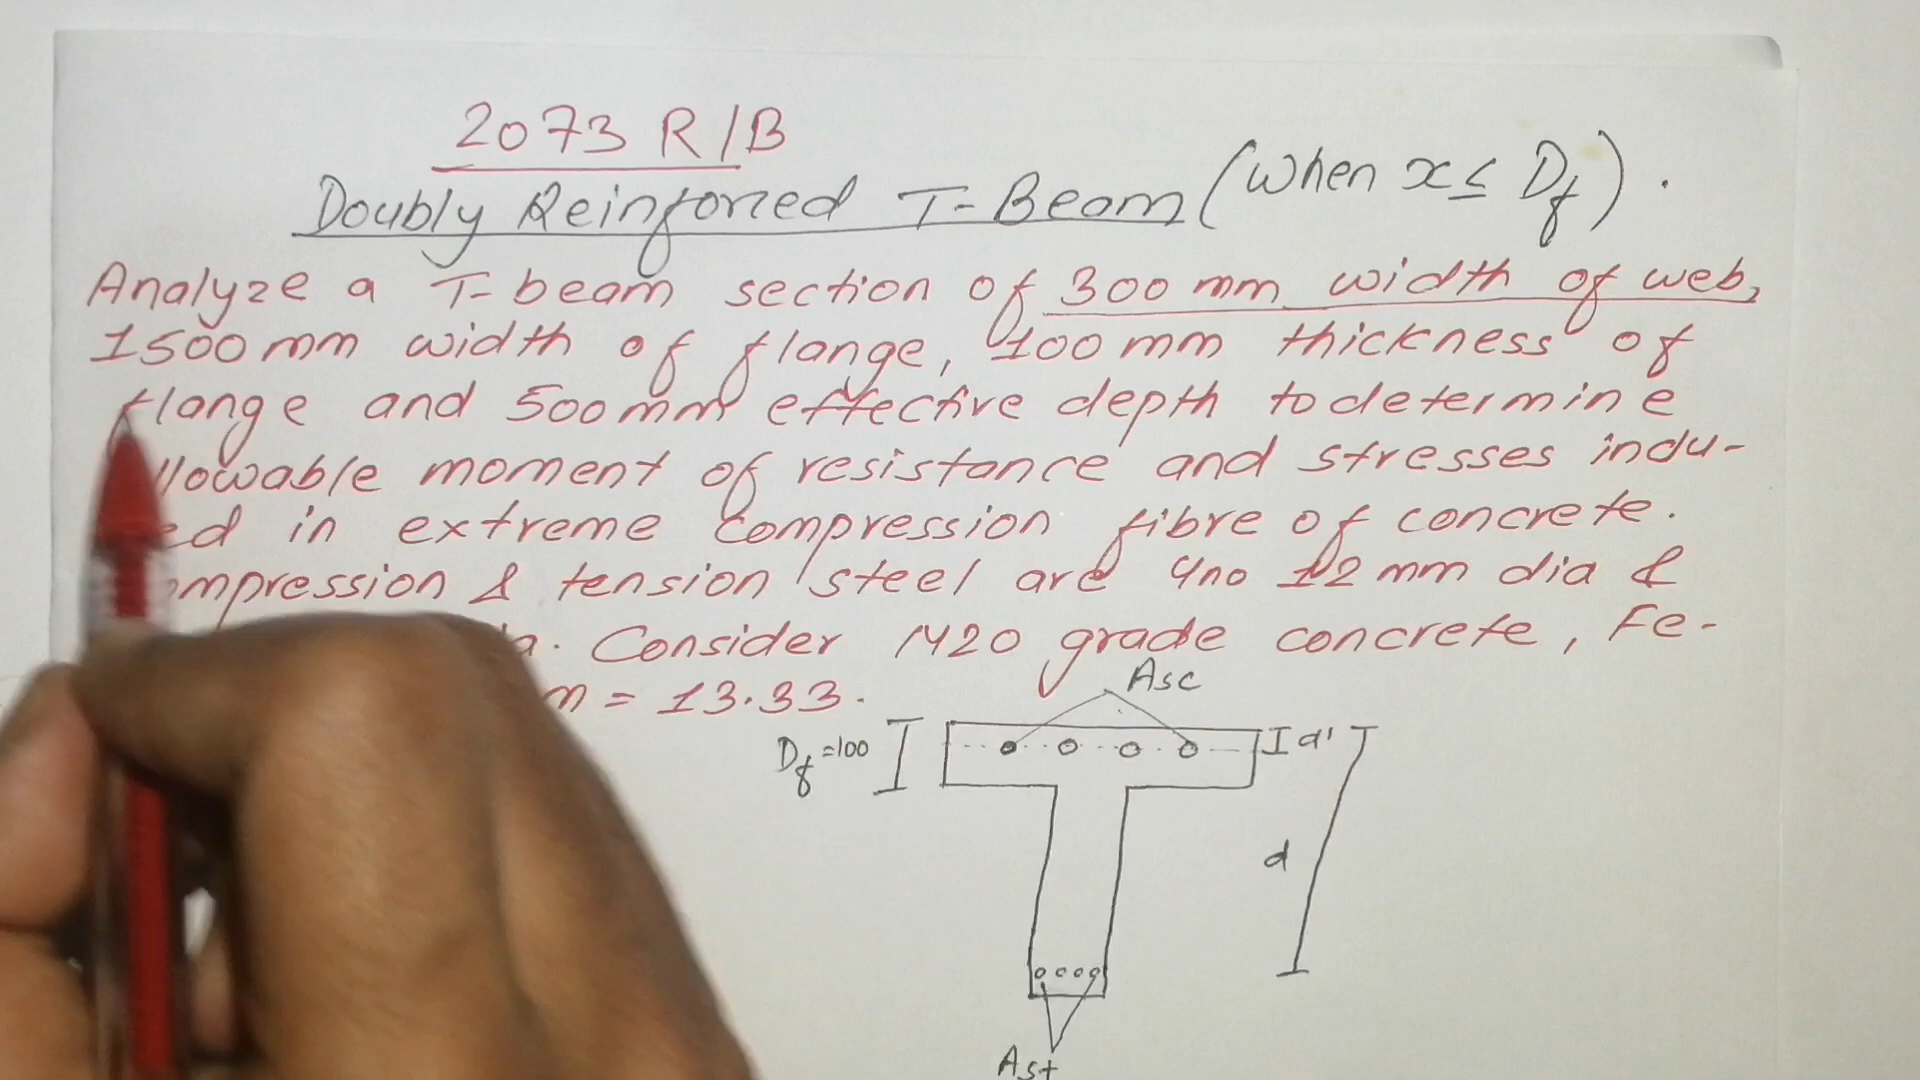 2073 R/B
Doubly Reinforced T-Beam (When x ≤ Df).
Analyze a T-beam section of 300 mm width of web,
1500 mm width of flange, 100 mm thickness of
flange and 500 mm effective depth to determine
llowable moment of resistance and stresses indu-
ed in extreme compression fibre of concrete.
ompression & tension steel are 4no 12 mm dia &
a. Consider M20 grade concrete, Fe-
m = 13.33.
Asc
Df =100
d'
d
Ast